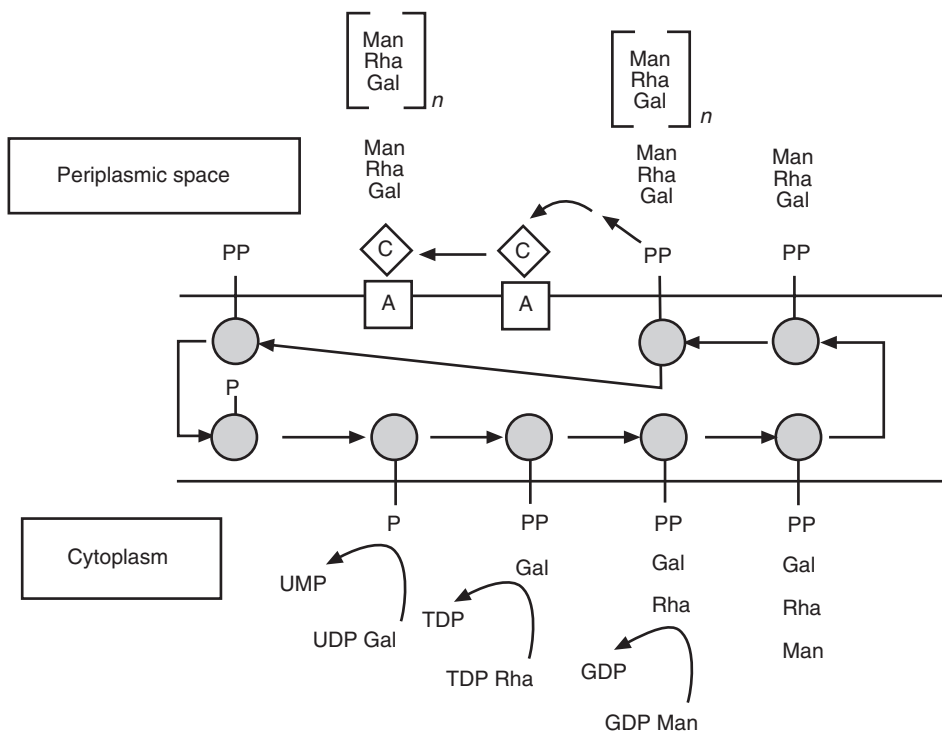 Man
Rha
Gal
n
Man
Rha
Gal
n
Periplasmic space
Man
Rha
Gal
Man
Rha
Gal
Man
Rha
Gal
PP
C
C
PP
PP
A
A
P
Cytoplasm
P
PP
PP
PP
Gal
Gal
Gal
UMP
Rha
Rha
UDP Gal
TDP
Man
TDP Rha
GDP
GDP Man